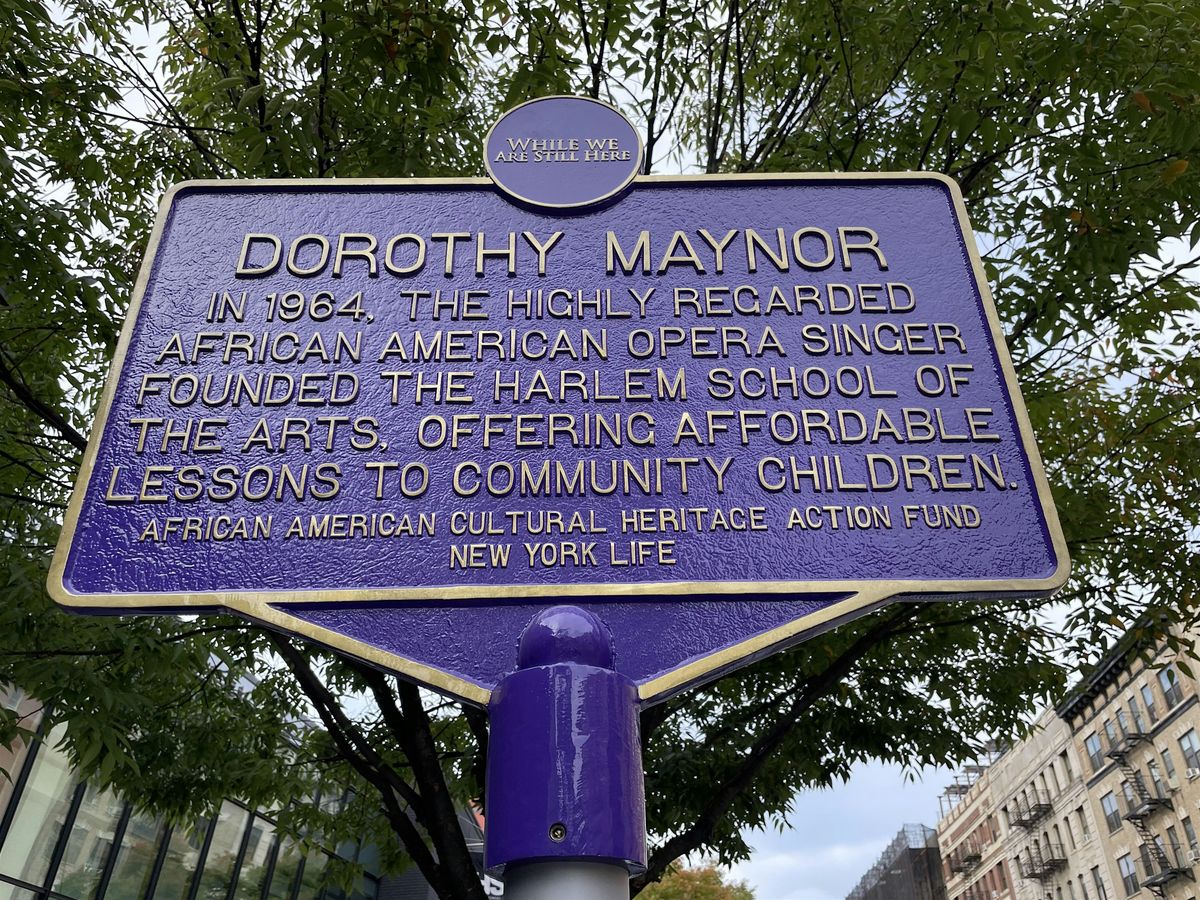 WHILE WE
ARE STILL HERE
DOROTHY MAYNOR
IN 1964, THE HIGHLY REGARDED
AFRICAN AMERICAN OPERA SINGER
FOUNDED THE HARLEM SCHOOL OF
THE ARTS, OFFERING AFFORDABLE
LESSONS TO COMMUNITY CHILDREN.
AFRICAN AMERICAN CULTURAL HERITAGE ACTION FUND
NEW YORK LIFE